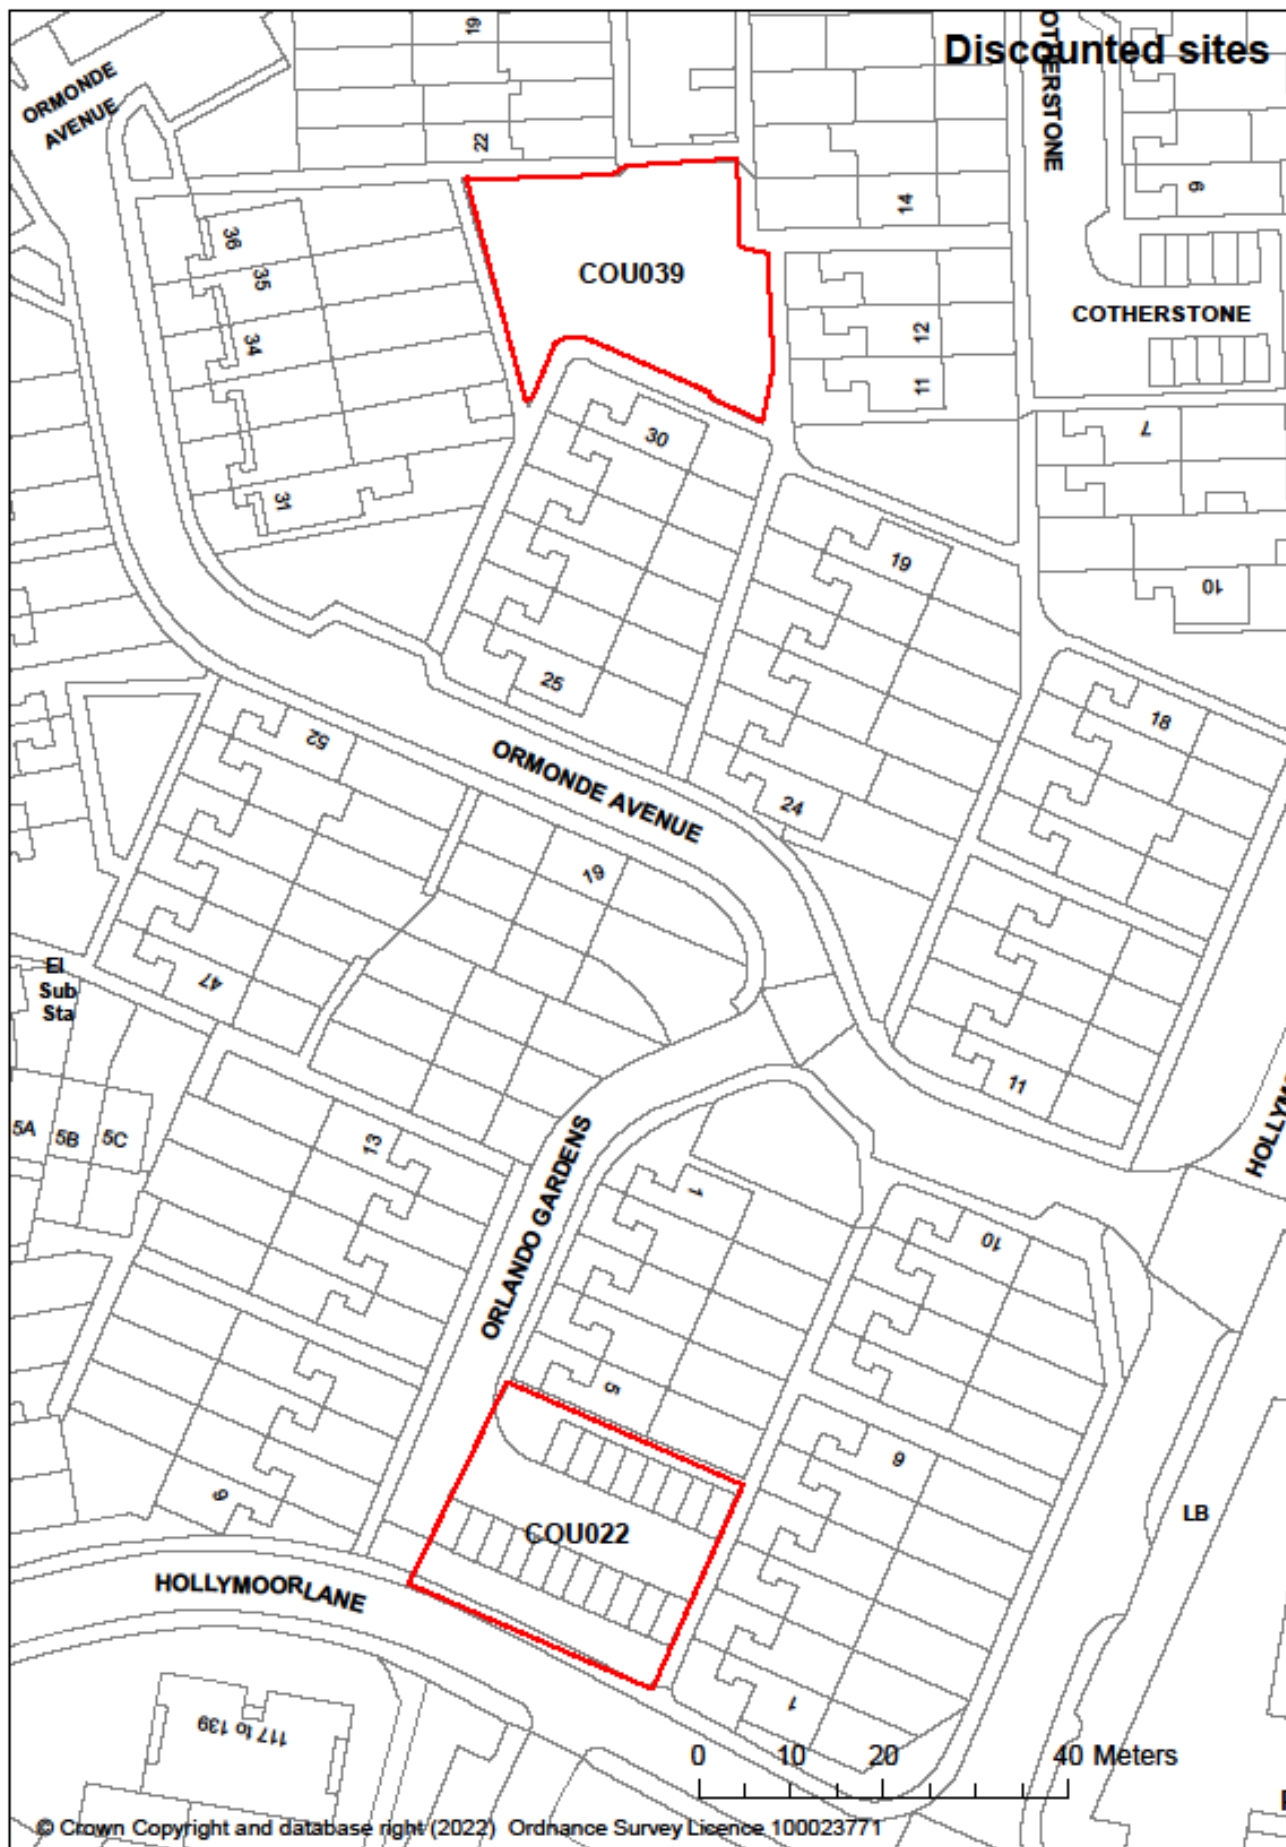 Discounted sites
ORMONDE
AVENUE
19
22
OTHERSTONE
14
9
36
35
34
31
COU039
12
11
COTHERSTONE
7
10
30
19
25
18
24
52
ORMONDE AVENUE
19
47
El
Sub
Sta
5A
5B
5C
13
ORLANDO GARDENS
1
11
10
5
9
9
COU022
HOLLYMOOR LANE
LB
1
117 to 139
0 10 20 40 Meters
© Crown Copyright and database right (2022) Ordnance Survey Licence 100023771